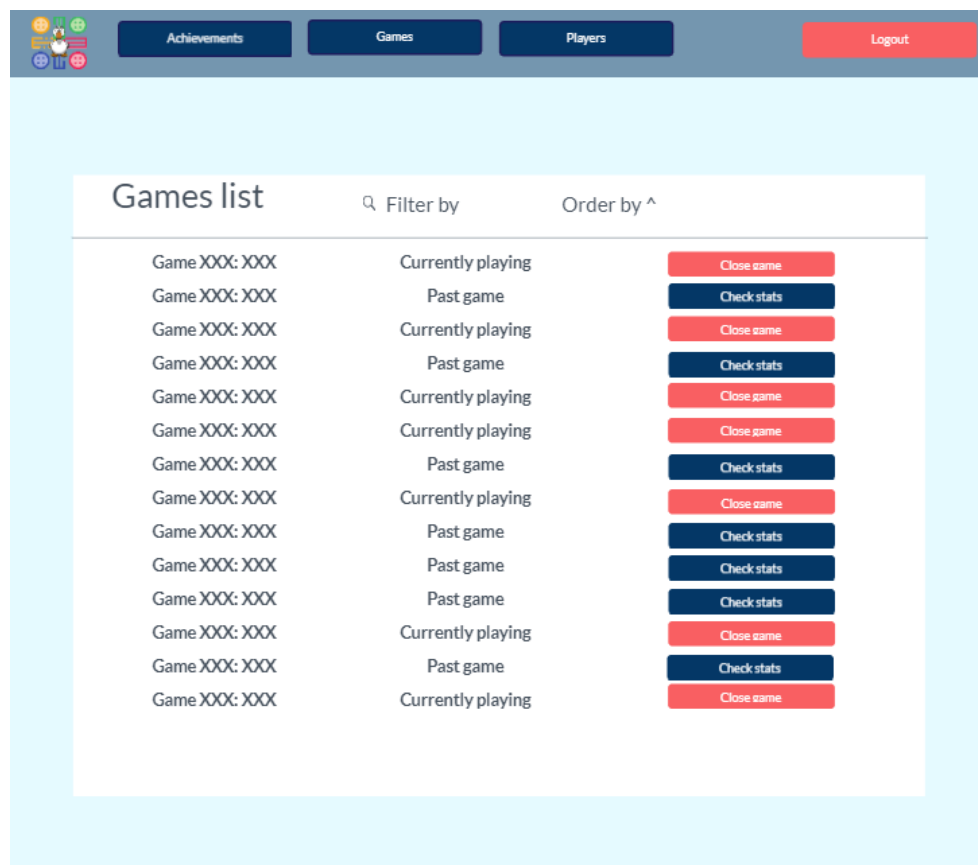 Achievements Games Players Logout
Games list Filter by Order by ^
Game XXX: XXX Currently playing Close game
Game XXX: XXX Past game Check stats
Game XXX: XXX Currently playing Close game
Game XXX: XXX Past game Check stats
Game XXX: XXX Currently playing Close game
Game XXX: XXX Currently playing Close game
Game XXX: XXX Past game Check stats
Game XXX: XXX Currently playing Close game
Game XXX: XXX Past game Check stats
Game XXX: XXX Past game Check stats
Game XXX: XXX Past game Check stats
Game XXX: XXX Currently playing Close game
Game XXX: XXX Past game Check stats
Game XXX: XXX Currently playing Close game